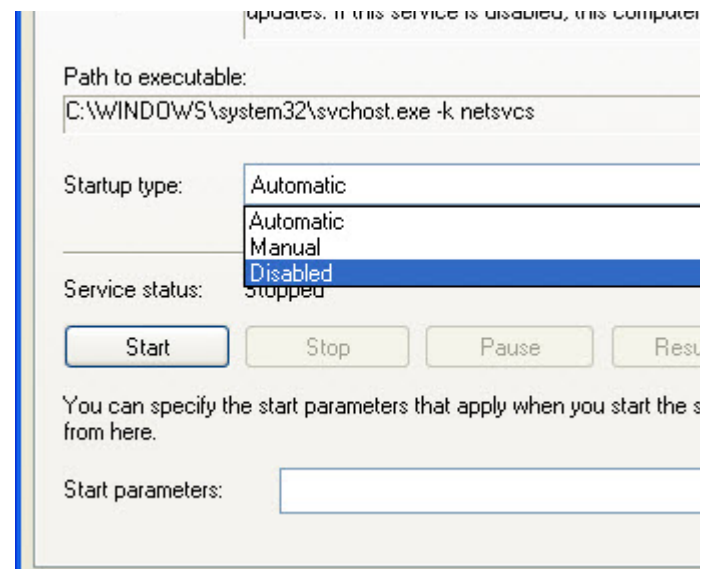 updates. If this service is disabled, this computer
Path to executable:
C:\WINDOWS\system32\svchost.exe -k netsvcs
Startup type:
Automatic
Automatic
Manual
Disabled
Service status:
Stopped
Start
Stop
Pause
Resu
You can specify the start parameters that apply when you start the s
from here.
Start parameters: